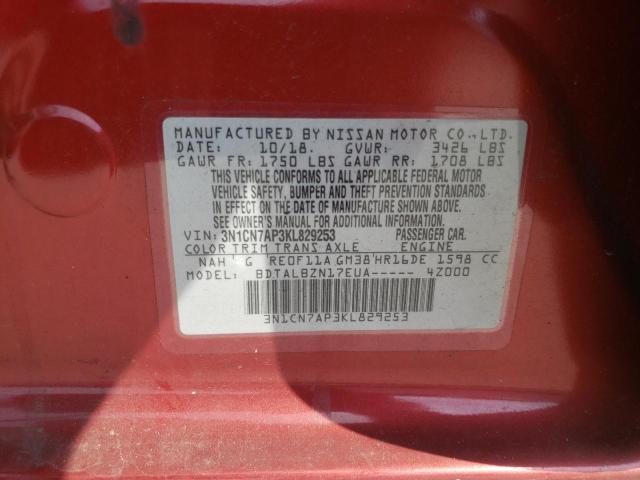 MANUFACTURED BY NISSAN MOTOR CO.,LTD.
DATE: 10/18. GVWR: 3426 LBS
GAWR FR: 1750 LBS GAWR RR: 1708 LBS
THIS VEHICLE CONFORMS TO ALL APPLICABLE FEDERAL MOTOR
VEHICLE SAFETY, BUMPER AND THEFT PREVENTION STANDARDS
IN EFFECT ON THE DATE OF MANUFACTURE SHOWN ABOVE.
SEE OWNER'S MANUAL FOR ADDITIONAL INFORMATION.
VIN: 3N1CN7AP3KL829253 PASSENGER CAR.
COLOR TRIM TRANS AXLE ENGINE
NAH G RE0F11A GM38 HR16DE 1598 CC
MODEL: BDTALBZN17EUA----- 4Z000
3N1CN7AP3KL829253